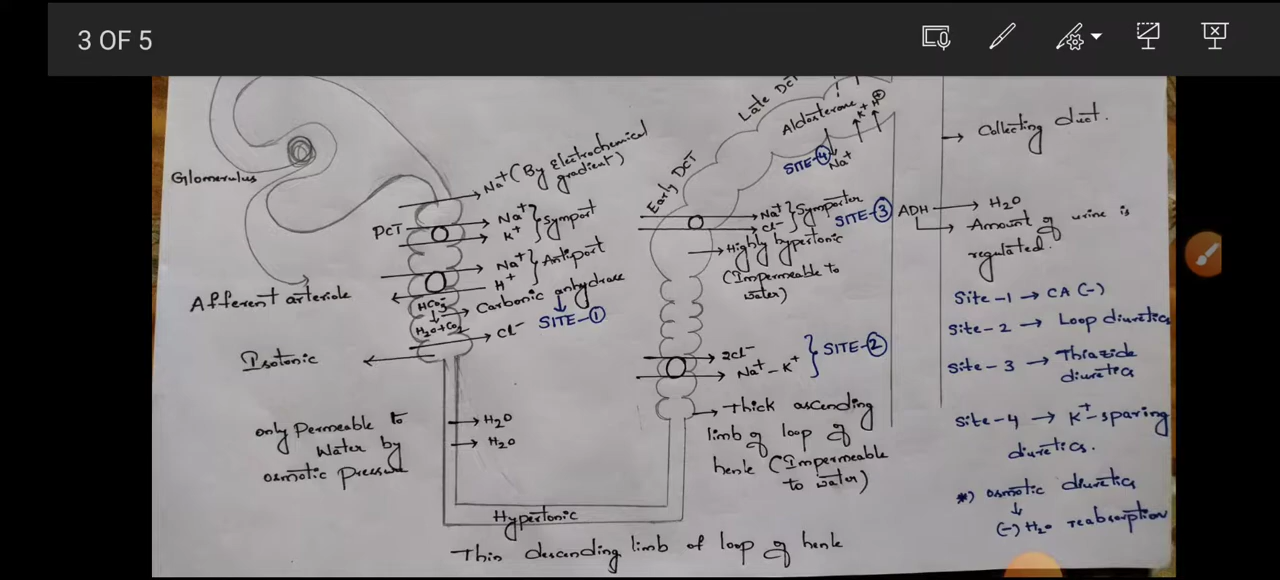 3 OF 5
Glomerulus
Afferent arteriole
Na+ (By Electrochemical
gradient)
PCT
Na+
K+
Symport
Na+
H+
Antiport
HCO3-
H2O+CO2
Carbonic anhydrase
SITE-1
Cl-
Isotonic
only Permeable to
Water by
osmotic pressure
H2O
H2O
Hypertonic
Thin descending limb of loop of henle
Late DCT
Aldosterone
K+
H+
SITE-4
Na+
Early DCT
Na+
Cl-
Symporter
SITE-3
Highly hypertonic
(Impermeable to
water)
2Cl-
Na+ - K+
SITE-2
Thick ascending
limb of loop of
henle (Impermeable
to water)
Collecting duct.
ADH → H2O
Amount of urine is
regulated.
Site-1 → CA (-)
Site-2 → Loop diuretics
Site-3 → Thiazide
diuretics
Site-4 → K+-sparing
diuretics.
*) osmotic diuretics
↓
(-) H2O reabsorption